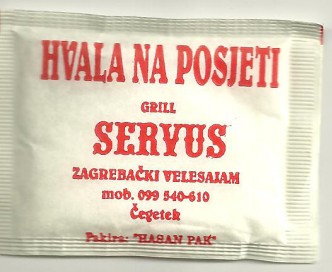 HVALA NA POSJETI
GRILL
SERVUS
ZAGREBAČKI VELESAJAM
mob. 099 540-610
Čegetek
Pakira: "HASAN PAK"